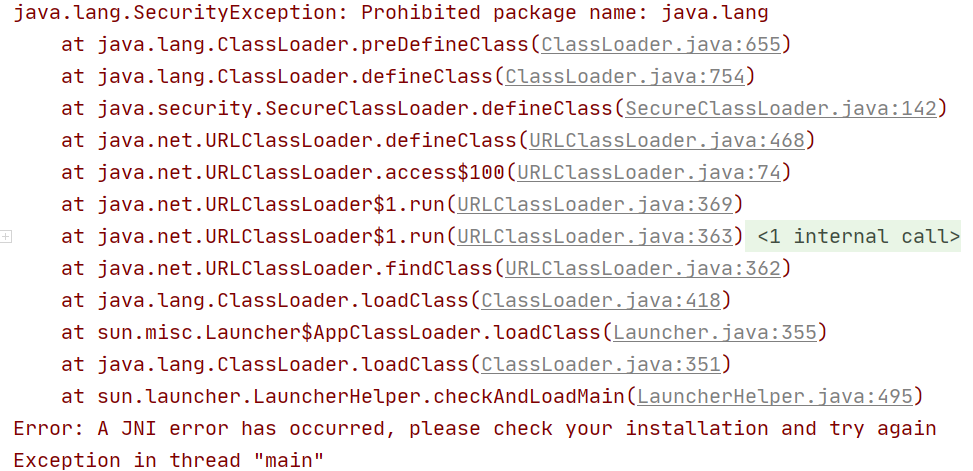 java.lang.SecurityException: Prohibited package name: java.lang
    at java.lang.ClassLoader.preDefineClass(ClassLoader.java:655)
    at java.lang.ClassLoader.defineClass(ClassLoader.java:754)
    at java.security.SecureClassLoader.defineClass(SecureClassLoader.java:142)
    at java.net.URLClassLoader.defineClass(URLClassLoader.java:468)
    at java.net.URLClassLoader.access$100(URLClassLoader.java:74)
    at java.net.URLClassLoader$1.run(URLClassLoader.java:369)
    at java.net.URLClassLoader$1.run(URLClassLoader.java:363) <1 internal call>
    at java.net.URLClassLoader.findClass(URLClassLoader.java:362)
    at java.lang.ClassLoader.loadClass(ClassLoader.java:418)
    at sun.misc.Launcher$AppClassLoader.loadClass(Launcher.java:355)
    at java.lang.ClassLoader.loadClass(ClassLoader.java:351)
    at sun.launcher.LauncherHelper.checkAndLoadMain(LauncherHelper.java:495)
Error: A JNI error has occurred, please check your installation and try again
Exception in thread "main"